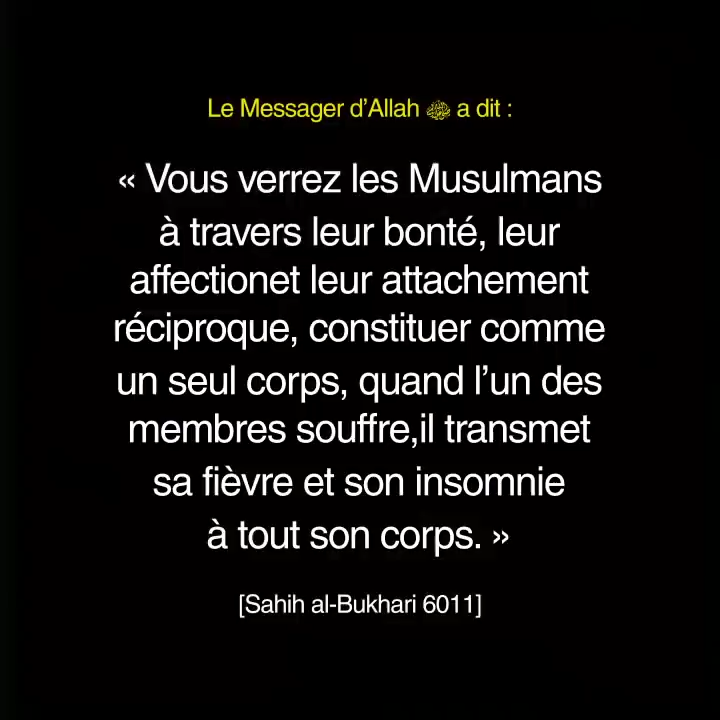 Le Messager d’Allah ﷺ a dit :
« Vous verrez les Musulmans
à travers leur bonté, leur
affectionet leur attachement
réciproque, constituer comme
un seul corps, quand l’un des
membres souffre,il transmet
sa fièvre et son insomnie
à tout son corps. »
[Sahih al-Bukhari 6011]